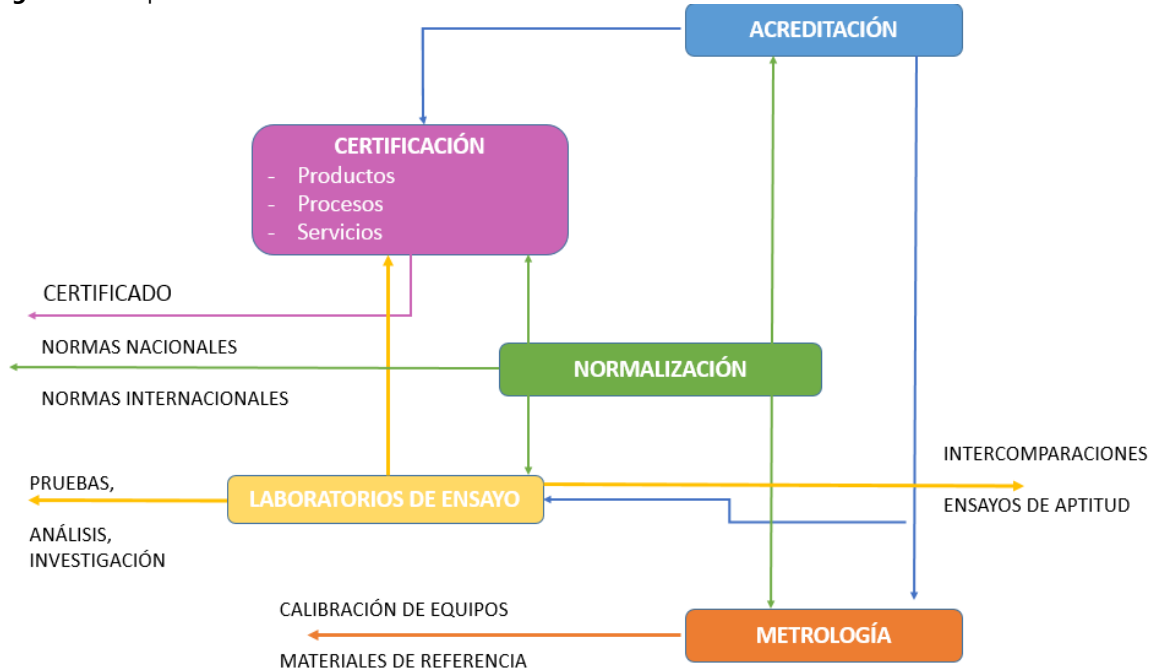 ACREDITACIÓN
CERTIFICACIÓN
- Productos
- Procesos
- Servicios
CERTIFICADO
NORMAS NACIONALES
NORMALIZACIÓN
NORMAS INTERNACIONALES
INTERCOMPARACIONES
PRUEBAS,
LABORATORIOS DE ENSAYO
ENSAYOS DE APTITUD
ANÁLISIS,
INVESTIGACIÓN
CALIBRACIÓN DE EQUIPOS
METROLOGÍA
MATERIALES DE REFERENCIA